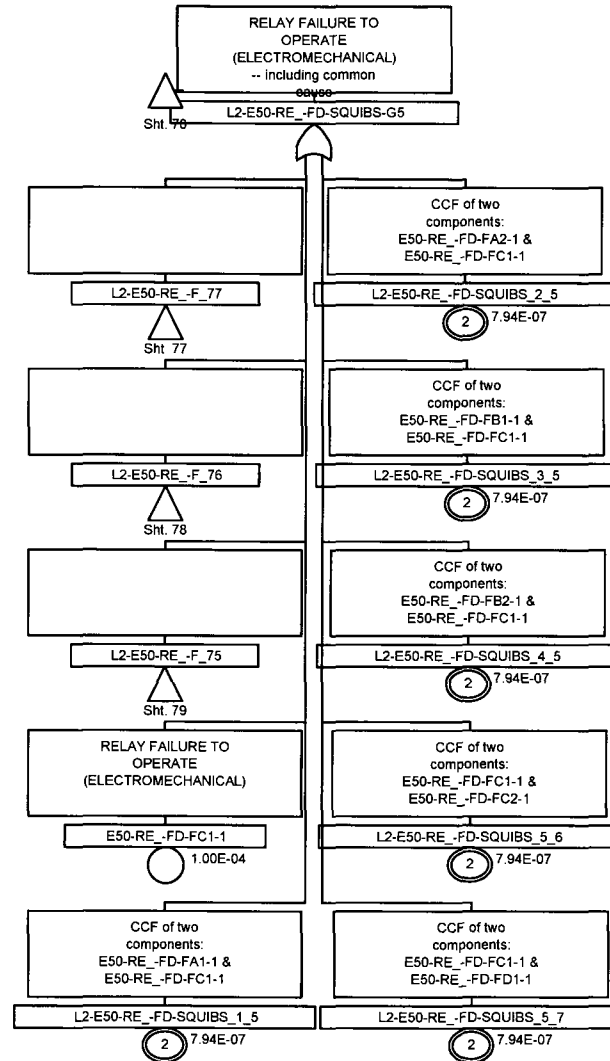 RELAY FAILURE TO
OPERATE
(ELECTROMECHANICAL)
-- including common
cause
Sht. 70
L2-E50-RE_-FD-SQUIBS-G5
L2-E50-RE_-F_77
Sht 77
CCF of two
components:
E50-RE_-FD-FA2-1 &
E50-RE_-FD-FC1-1
L2-E50-RE_-FD-SQUIBS_2_5
2
7.94E-07
L2-E50-RE_-F_76
Sht. 78
CCF of two
components:
E50-RE_-FD-FB1-1 &
E50-RE_-FD-FC1-1
L2-E50-RE_-FD-SQUIBS_3_5
2
7.94E-07
L2-E50-RE_-F_75
Sht. 79
CCF of two
components:
E50-RE_-FD-FB2-1 &
E50-RE_-FD-FC1-1
L2-E50-RE_-FD-SQUIBS_4_5
2
7.94E-07
RELAY FAILURE TO
OPERATE
(ELECTROMECHANICAL)
E50-RE_-FD-FC1-1
1.00E-04
CCF of two
components:
E50-RE_-FD-FC1-1 &
E50-RE_-FD-FC2-1
L2-E50-RE_-FD-SQUIBS_5_6
2
7.94E-07
CCF of two
components:
E50-RE_-FD-FA1-1 &
E50-RE_-FD-FC1-1
L2-E50-RE_-FD-SQUIBS_1_5
2
7.94E-07
CCF of two
components:
E50-RE_-FD-FC1-1 &
E50-RE_-FD-FD1-1
L2-E50-RE_-FD-SQUIBS_5_7
2
7.94E-07